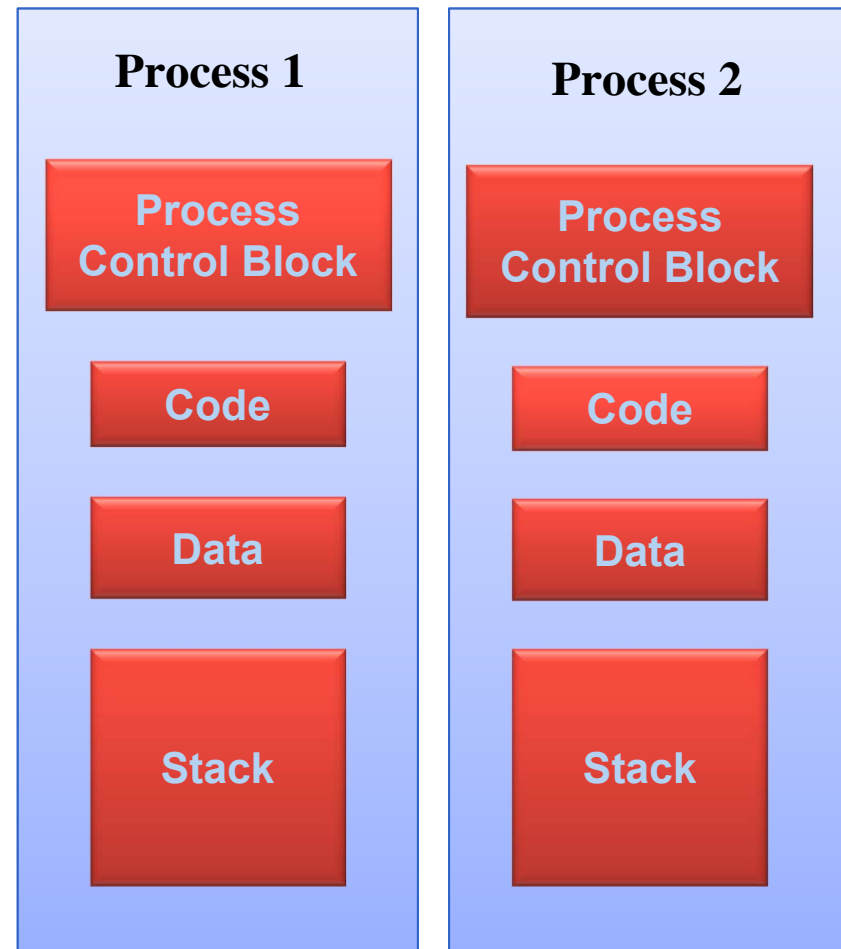 Process 1
Process
Control Block
Code
Data
Stack
Process 2
Process
Control Block
Code
Data
Stack